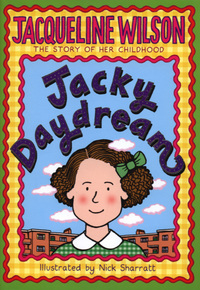 JACQUELINE WILSON
THE STORY OF HER CHILDHOOD
Jacky
Daydream
Illustrated by Nick Sharratt